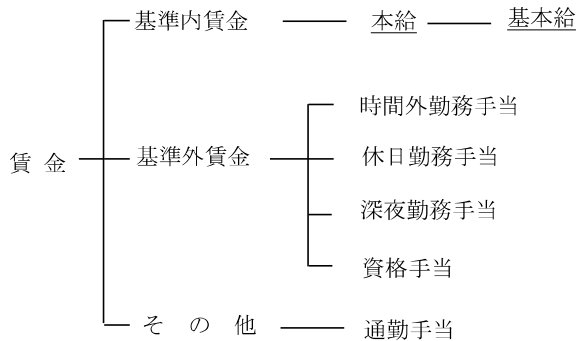 基準内賃金 本給 基本給
時間外勤務手当
賃金 基準外賃金 休日勤務手当
深夜勤務手当
資格手当
その他 通勤手当